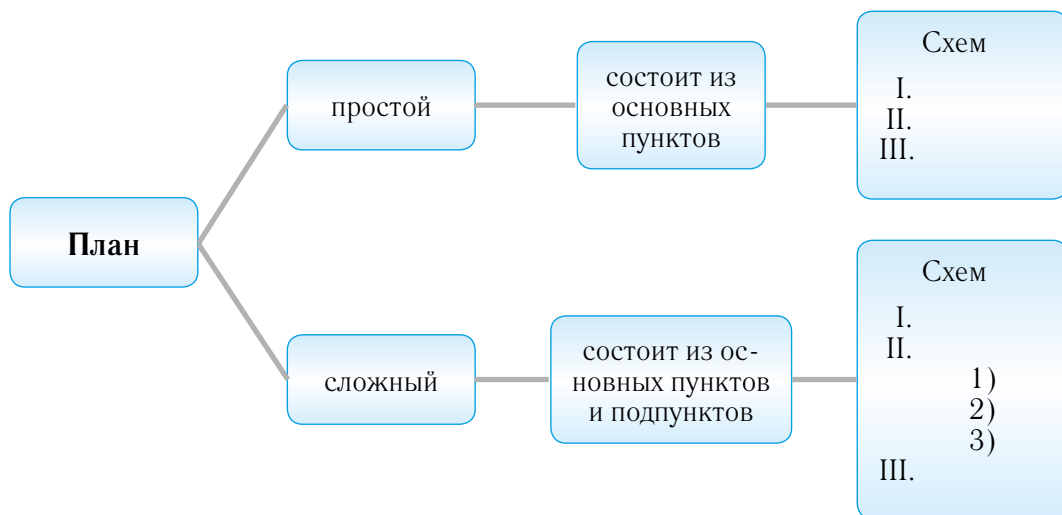 План
простой
состоит из
основных
пунктов
Схем
I.
II.
III.
сложный
состоит из ос-
новных пунктов
и подпунктов
Схем
I.
II.
1)
2)
3)
III.